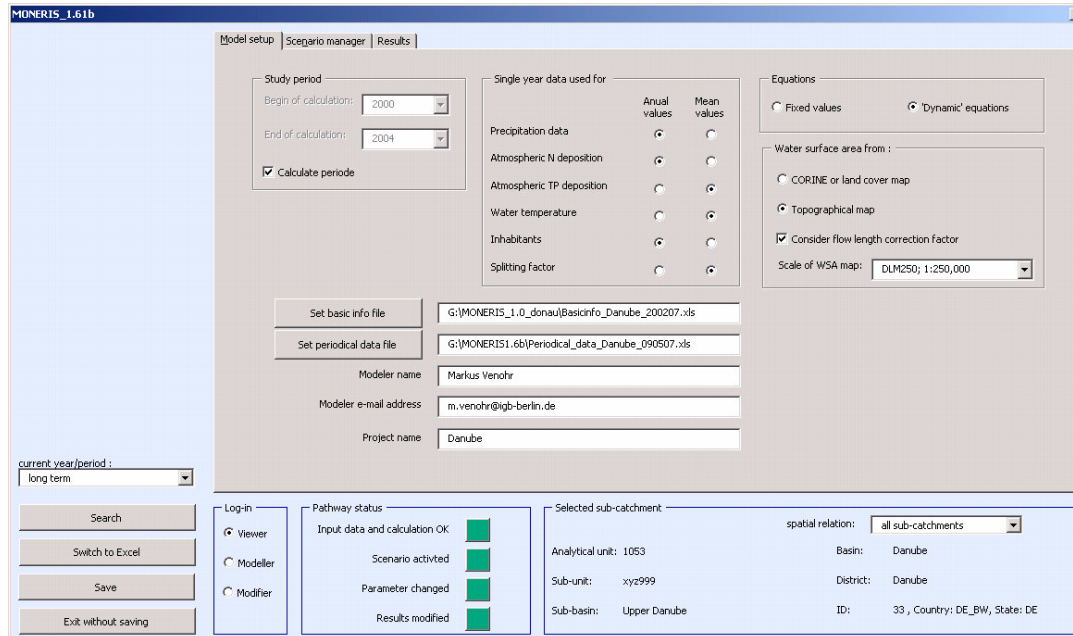 MONERIS_1.61b
Model setup
Scenario manager
Results
Study period
Begin of calculation: 2000
End of calculation: 2004
Calculate periode
Single year data used for
Anual values
Mean values
Precipitation data
Atmospheric N deposition
Atmospheric TP deposition
Water temperature
Inhabitants
Splitting factor
Equations
Fixed values
'Dynamic' equations
Water surface area from :
CORINE or land cover map
Topographical map
Consider flow length correction factor
Scale of WSA map: DLM250; 1:250,000
Set basic info file G:\MONERIS_1.0_donau\Basicinfo_Danube_200207.xls
Set periodical data file G:\MONERIS1.6b\Periodical_data_Danube_090507.xls
Modeler name Markus Venohr
Modeler e-mail address m.venohr@igb-berlin.de
Project name Danube
current year/period :
long term
Search
Switch to Excel
Save
Exit without saving
Log-in
Viewer
Modeller
Modifier
Pathway status
Input data and calculation OK
Scenario activted
Parameter changed
Results modified
Selected sub-catchment
spatial relation: all sub-catchments
Analytical unit: 1053
Basin: Danube
Sub-unit: xyz999
District: Danube
Sub-basin: Upper Danube
ID: 33 , Country: DE_BW, State: DE